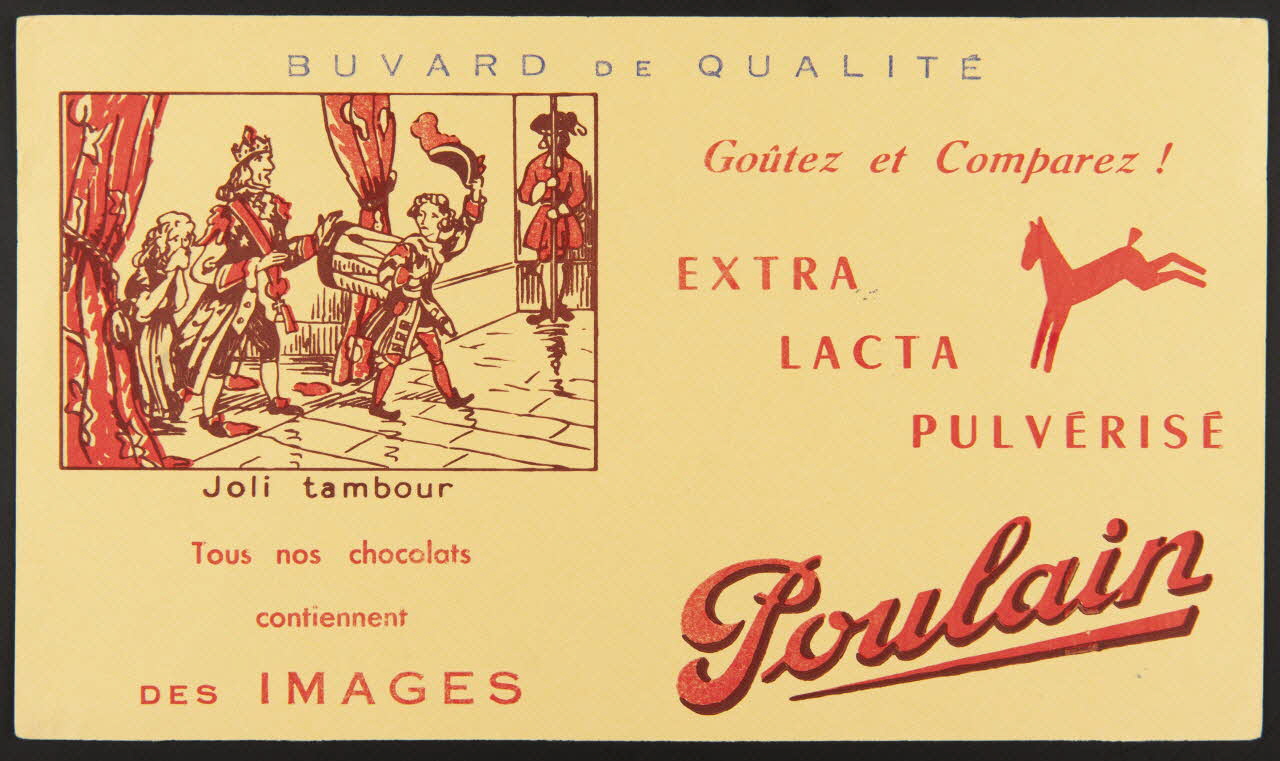 BUVARD DE QUALITÉ
Joli tambour
Tous nos chocolats
contiennent
DES IMAGES
Goûtez et Comparez !
EXTRA
LACTA
PULVÉRISÉ
Poulain